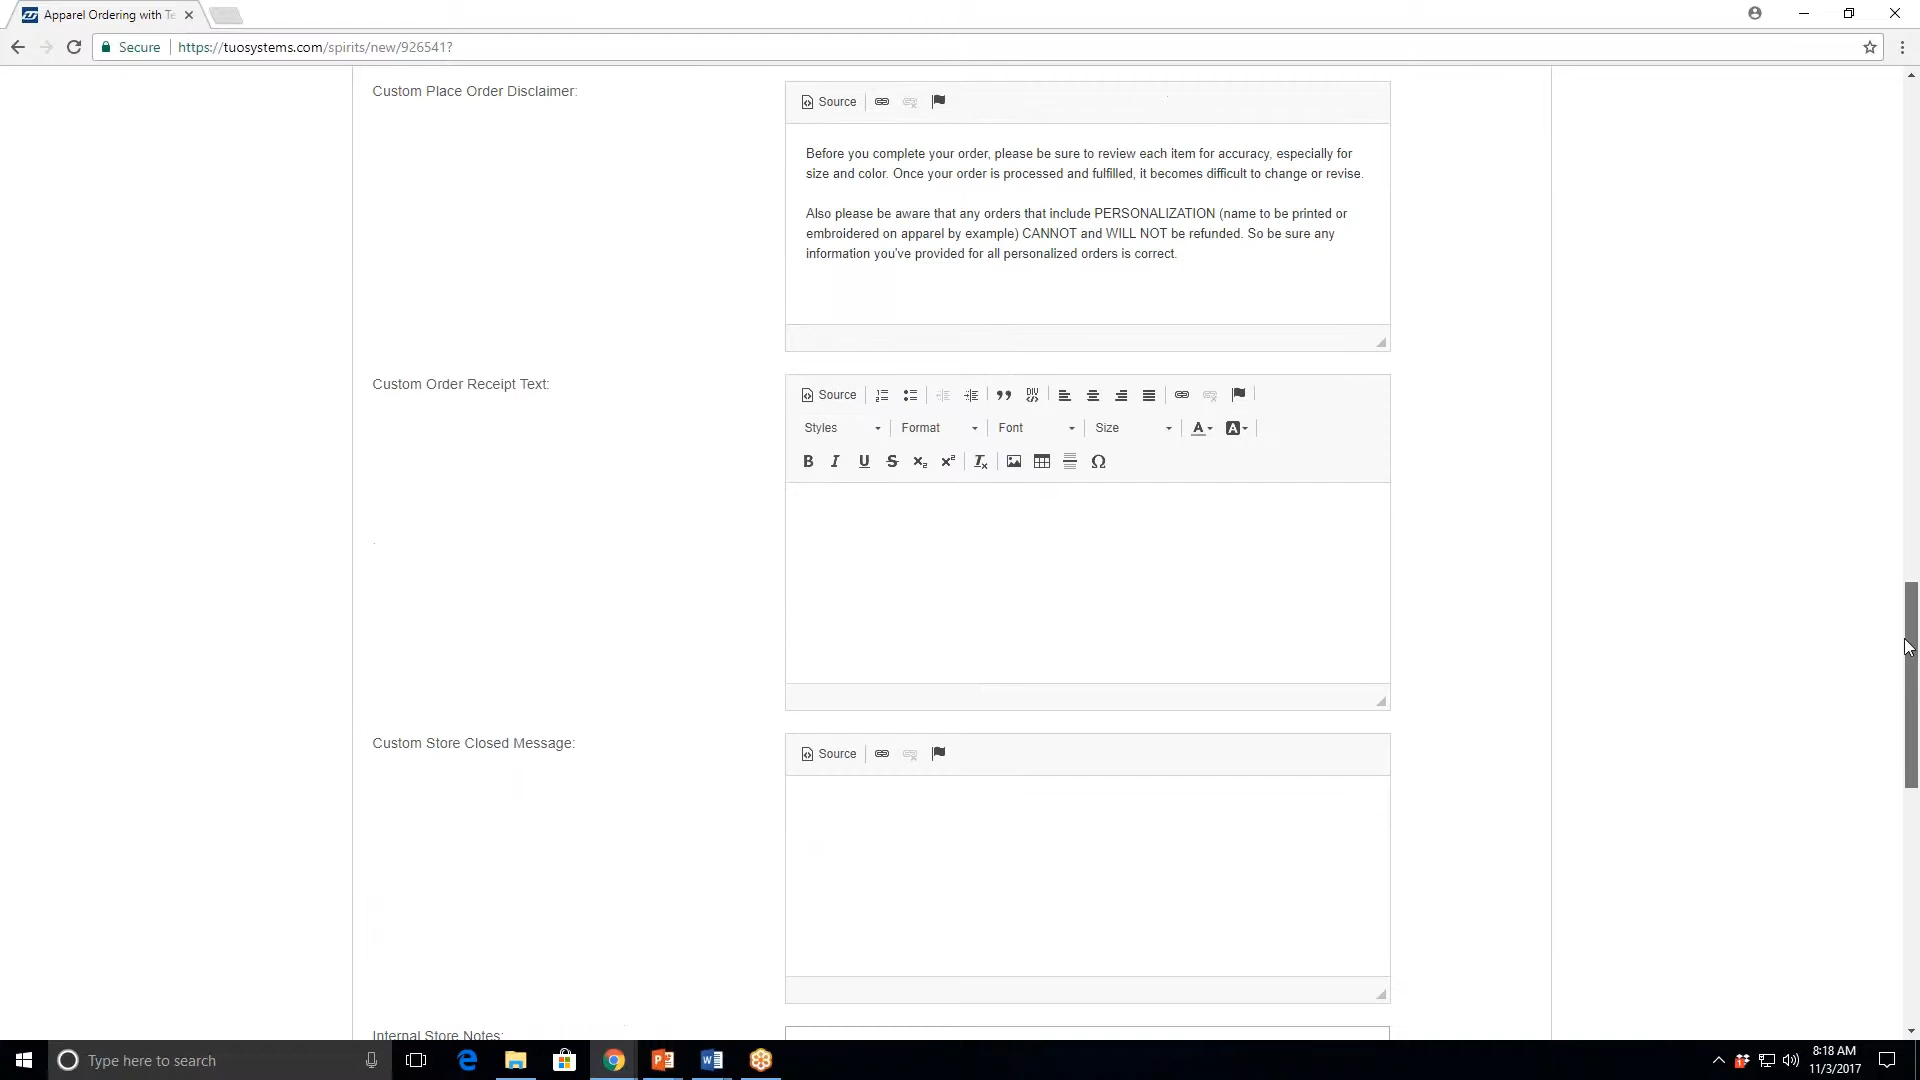 Apparel Ordering with Te
Secure
https://tuosystems.com/spirits/new/926541?
Custom Place Order Disclaimer:
Source
Before you complete your order, please be sure to review each item for accuracy, especially for
size and color. Once your order is processed and fulfilled, it becomes difficult to change or revise.
Also please be aware that any orders that include PERSONALIZATION (name to be printed or
embroidered on apparel by example) CANNOT and WILL NOT be refunded. So be sure any
information you've provided for all personalized orders is correct.
Custom Order Receipt Text:
Source
Styles Format Font Size
Custom Store Closed Message:
Source
Internal Store Notes:
Type here to search
8:18 AM
11/3/2017